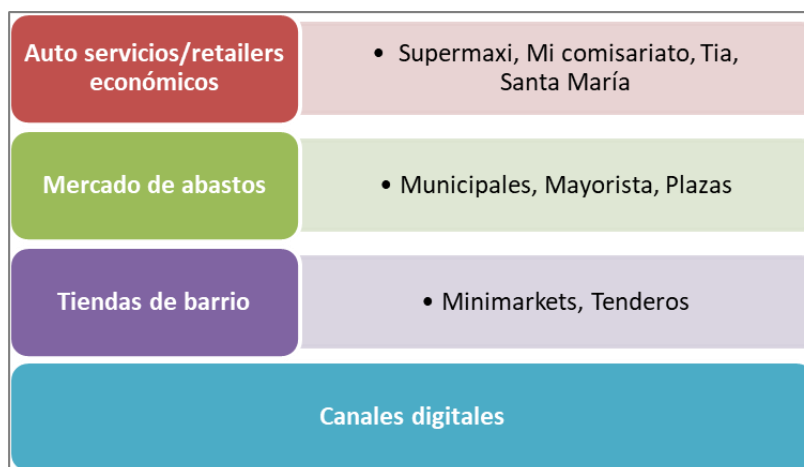 Auto servicios/retailers
económicos
• Supermaxi, Mi comisariato, Tia,
Santa María
Mercado de abastos
• Municipales, Mayorista, Plazas
Tiendas de barrio
• Minimarkets, Tenderos
Canales digitales